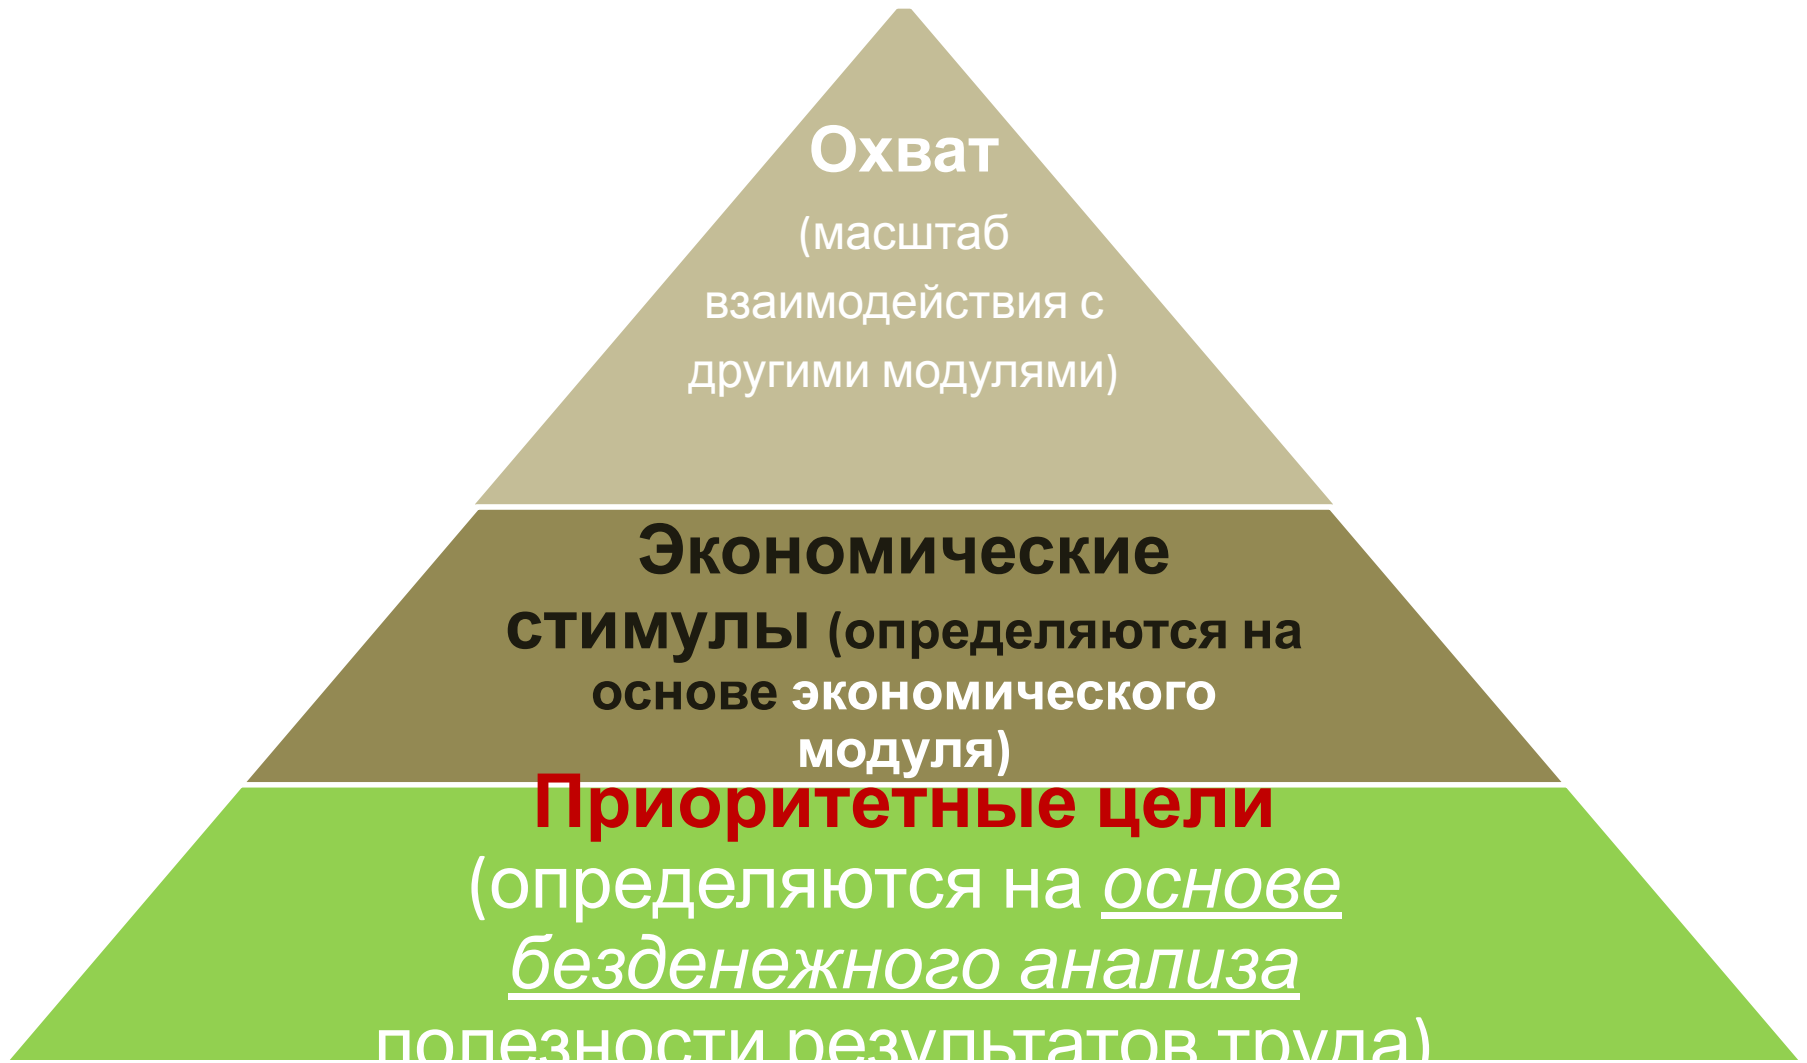 Охват
(масштаб
взаимодействия с
другими модулями)
Экономические
стимулы (определяются на
основе экономического
модуля)
Приоритетные цели
(определяются на основе
безденежного анализа
полезности результатов труда)